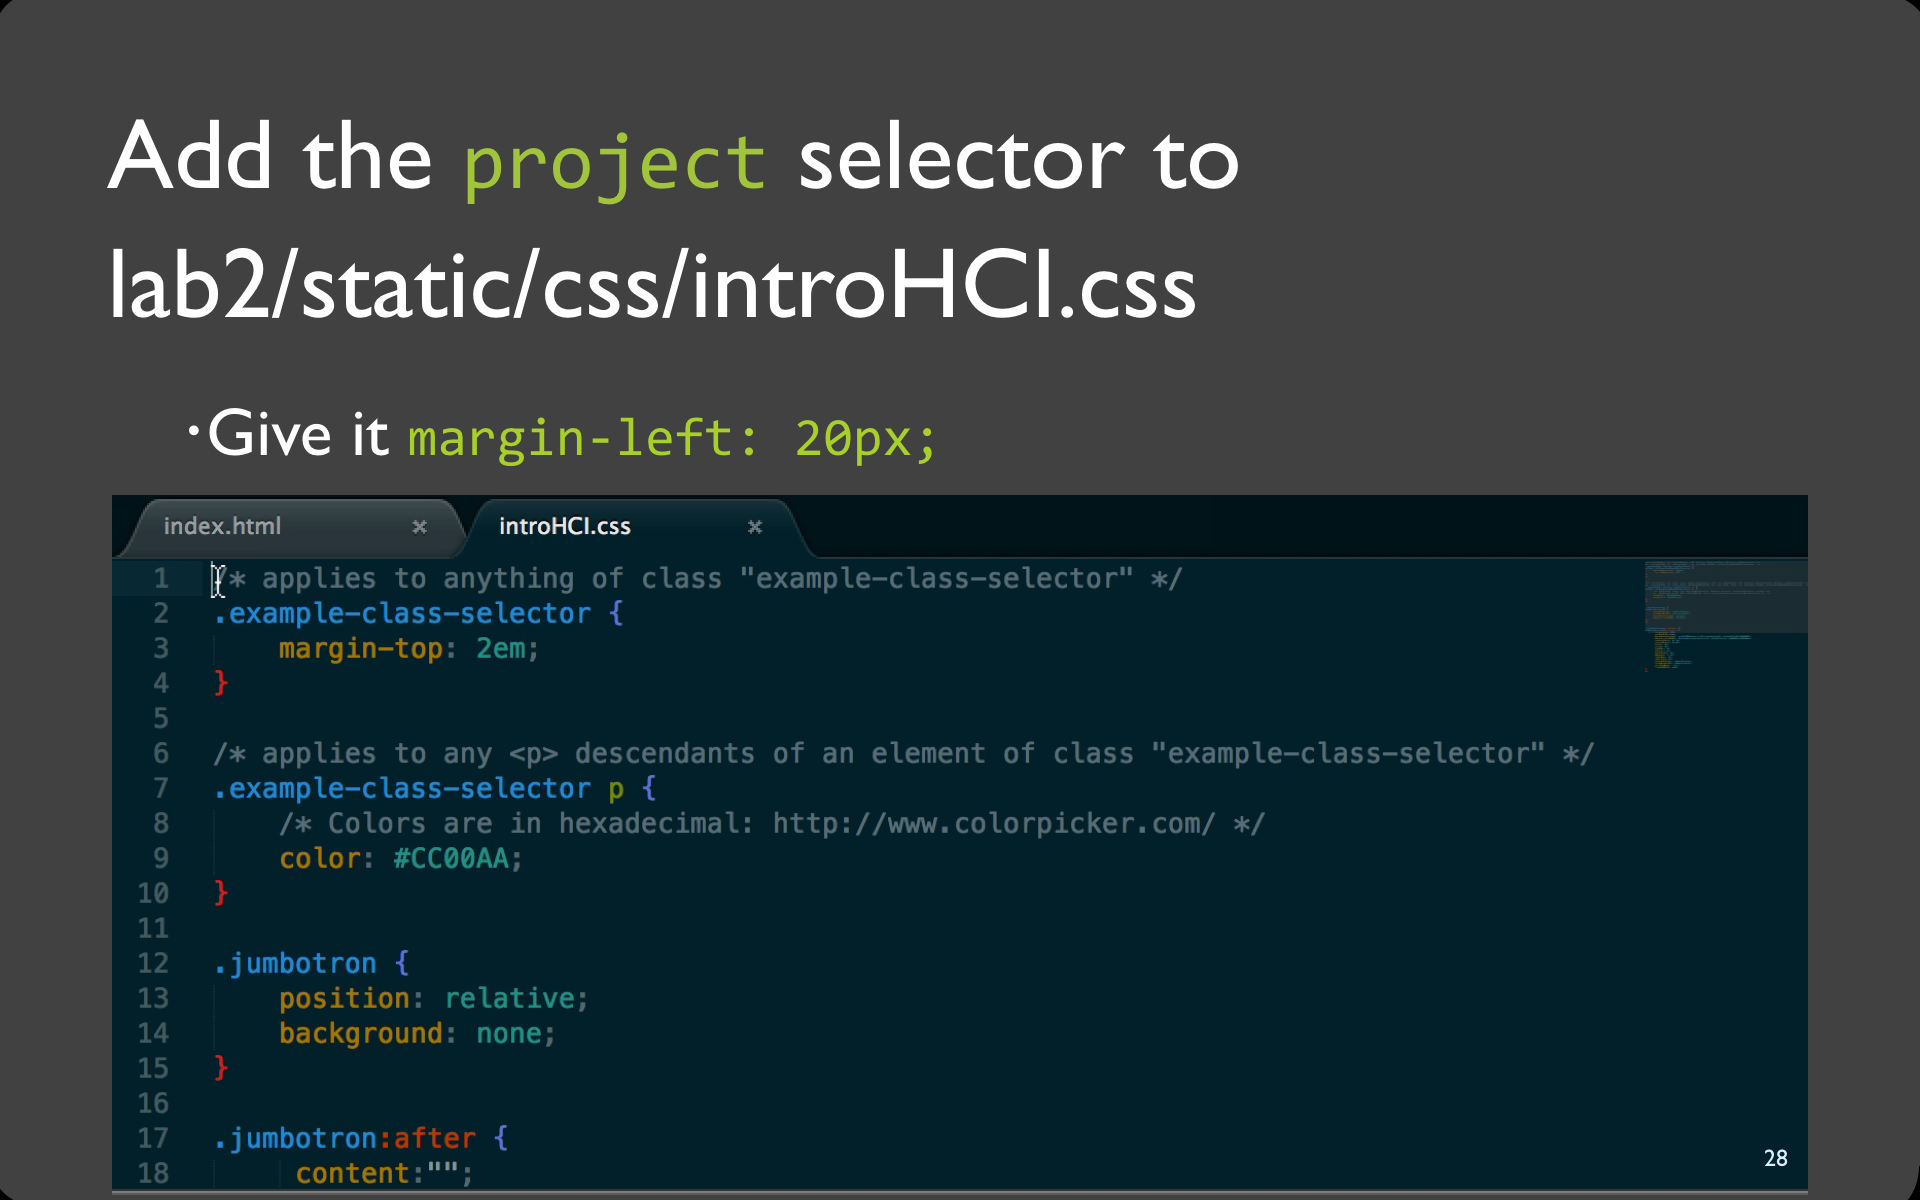 Add the project selector to
lab2/static/css/introHCI.css
•Give it margin-left: 20px;
index.html × introHCI.css ×
1 /* applies to anything of class "example-class-selector" */
2 .example-class-selector {
3 margin-top: 2em;
4 }
5
6 /* applies to any <p> descendants of an element of class "example-class-selector" */
7 .example-class-selector p {
8 /* Colors are in hexadecimal: http://www.colorpicker.com/ */
9 color: #CC00AA;
10 }
11
12 .jumbotron {
13 position: relative;
14 background: none;
15 }
16
17 .jumbotron:after {
18 content:"";
28